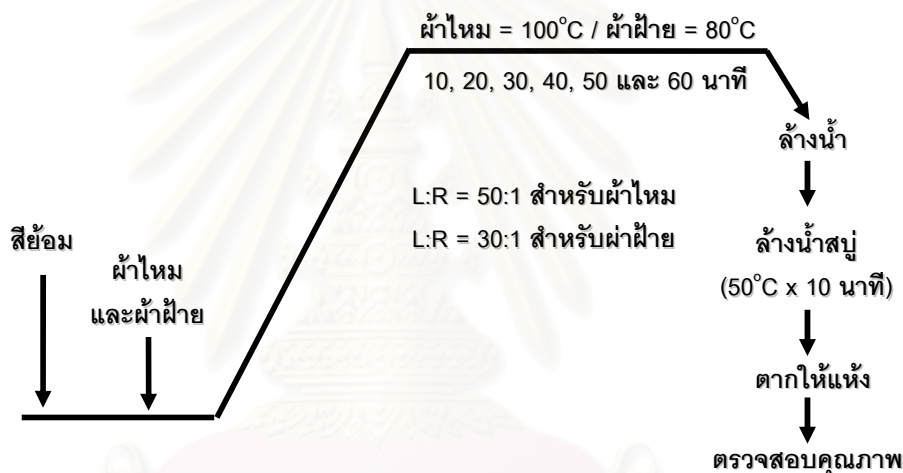 ผ้าไหม = 100°C / ผ้าฝ้าย = 80°C
10, 20, 30, 40, 50 และ 60 นาที
ล้างน้ำ
L:R = 50:1 สำหรับผ้าไหม
L:R = 30:1 สำหรับผ่าฝ้าย
สีย้อม
ผ้าไหม
และผ้าฝ้าย
ล้างน้ำสบู่
(50°C x 10 นาที)
ตากให้แห้ง
ตรวจสอบคุณภาพ